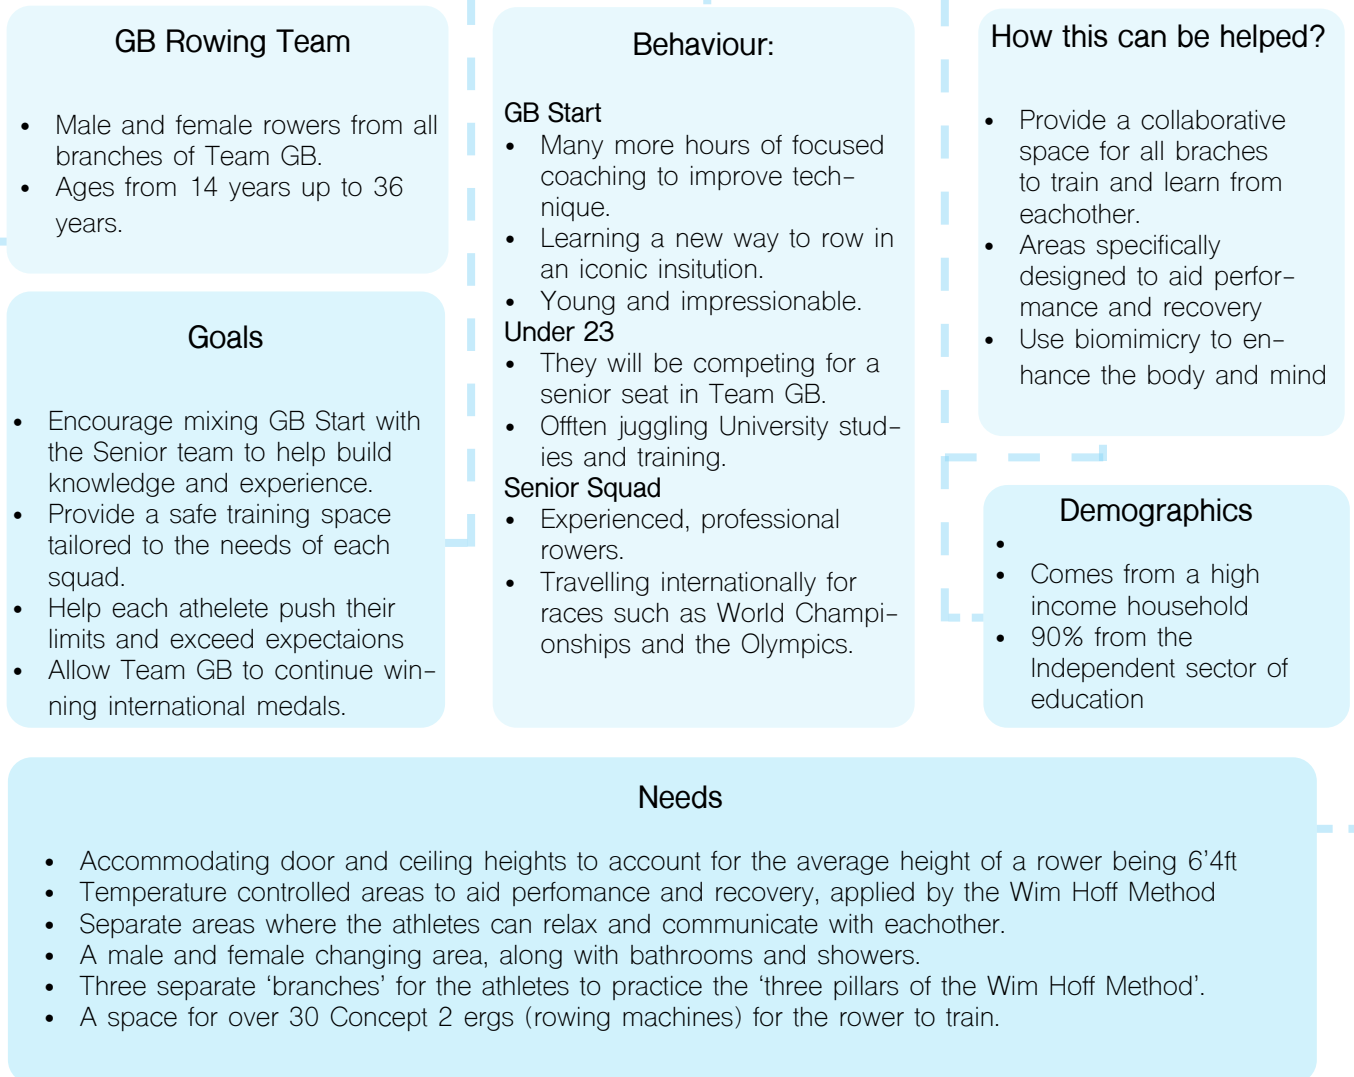 GB Rowing Team
• Male and female rowers from all
branches of Team GB.
• Ages from 14 years up to 36
years.
Goals
• Encourage mixing GB Start with
the Senior team to help build
knowledge and experience.
• Provide a safe training space
tailored to the needs of each
squad.
• Help each athelete push their
limits and exceed expectaions
• Allow Team GB to continue win-
ning international medals.
Behaviour:
GB Start
• Many more hours of focused
coaching to improve tech-
nique.
• Learning a new way to row in
an iconic insitution.
• Young and impressionable.
Under 23
• They will be competing for a
senior seat in Team GB.
• Offten juggling University stud-
ies and training.
Senior Squad
• Experienced, professional
rowers.
• Travelling internationally for
races such as World Champi-
onships and the Olympics.
How this can be helped?
• Provide a collaborative
space for all braches
to train and learn from
eachother.
• Areas specifically
designed to aid perfor-
mance and recovery
• Use biomimicry to en-
hance the body and mind
Demographics
•
• Comes from a high
income household
• 90% from the
Independent sector of
education
Needs
• Accommodating door and ceiling heights to account for the average height of a rower being 6’4ft
• Temperature controlled areas to aid perfomance and recovery, applied by the Wim Hoff Method
• Separate areas where the athletes can relax and communicate with eachother.
• A male and female changing area, along with bathrooms and showers.
• Three separate ‘branches’ for the athletes to practice the ‘three pillars of the Wim Hoff Method’.
• A space for over 30 Concept 2 ergs (rowing machines) for the rower to train.